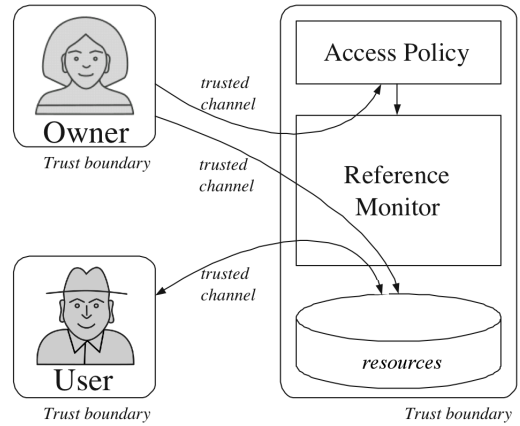 Owner
Trust boundary
trusted
channel
Access Policy
trusted
channel
Reference
Monitor
trusted
channel
User
Trust boundary
resources
Trust boundary